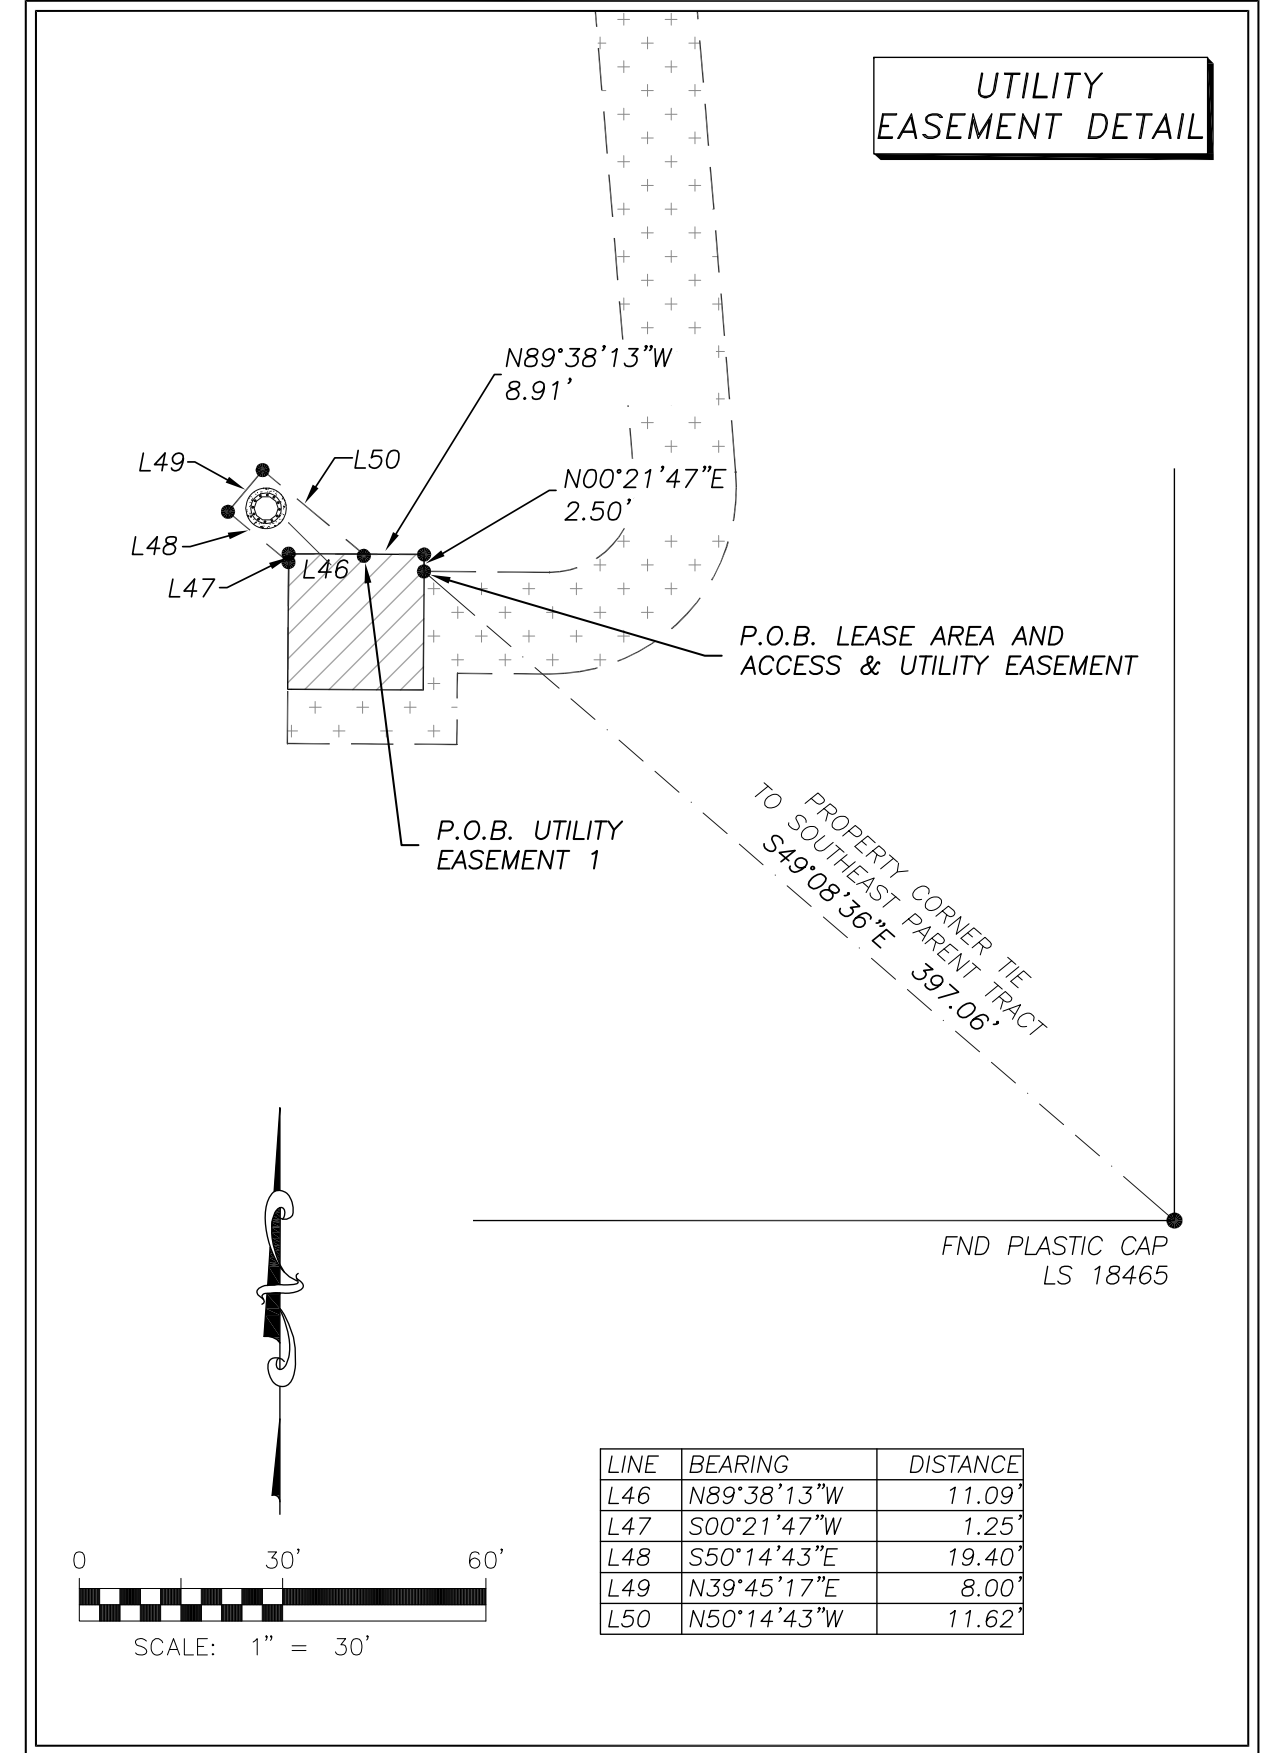 UTILITY
EASEMENT DETAIL
N89°38'13"W
8.91'
L49
L50
N00°21'47"E
2.50'
L48
L46
L47
P.O.B. LEASE AREA AND
ACCESS & UTILITY EASEMENT
P.O.B. UTILITY
EASEMENT 1
PROPERTY CORNER TIE
TO SOUTHEAST PARENT TRACT
S49°08'36"E 397.06'
FND PLASTIC CAP
LS 18465
LINE BEARING DISTANCE
L46 N89°38'13"W 11.09'
L47 S00°21'47"W 1.25'
L48 S50°14'43"E 19.40'
L49 N39°45'17"E 8.00'
L50 N50°14'43"W 11.62'
0 30' 60'
SCALE: 1" = 30'